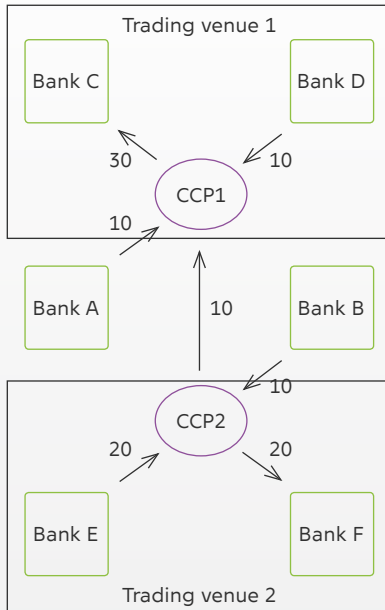 Trading venue 1
Bank C
Bank D
30
10
CCP1
10
Bank A
10
Bank B
10
CCP2
20
20
Bank E
Bank F
Trading venue 2